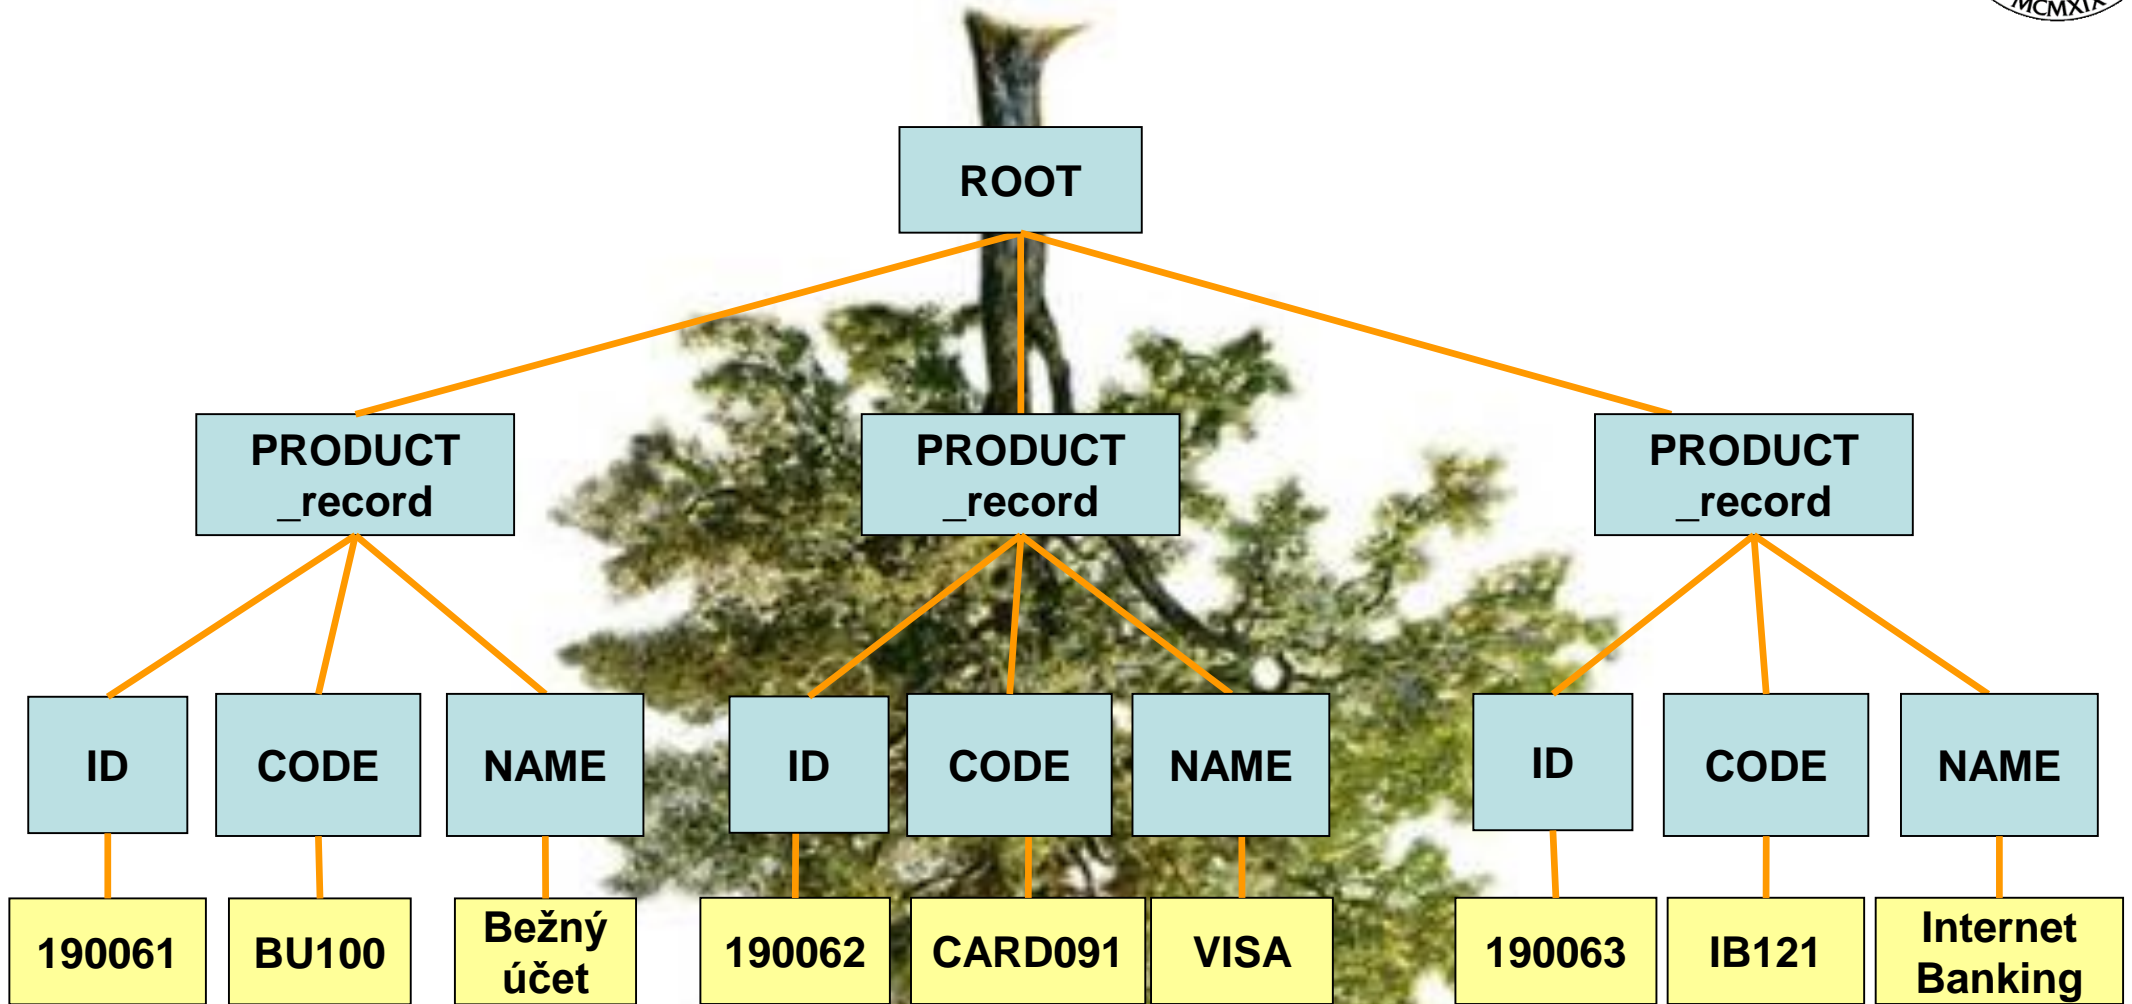 MCMXIX
ROOT
PRODUCT
_record
PRODUCT
_record
PRODUCT
_record
ID
CODE
NAME
ID
CODE
NAME
ID
CODE
NAME
190061
BU100
Bežný
účet
190062
CARD091
VISA
190063
IB121
Internet
Banking